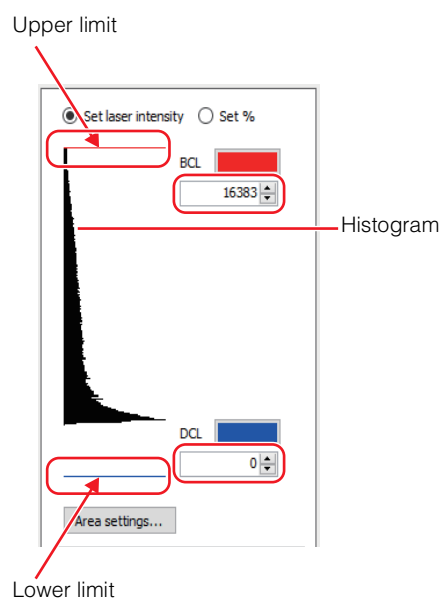 Upper limit
Set laser intensity Set %
BCL
16383
Histogram
DCL
0
Area settings...
Lower limit